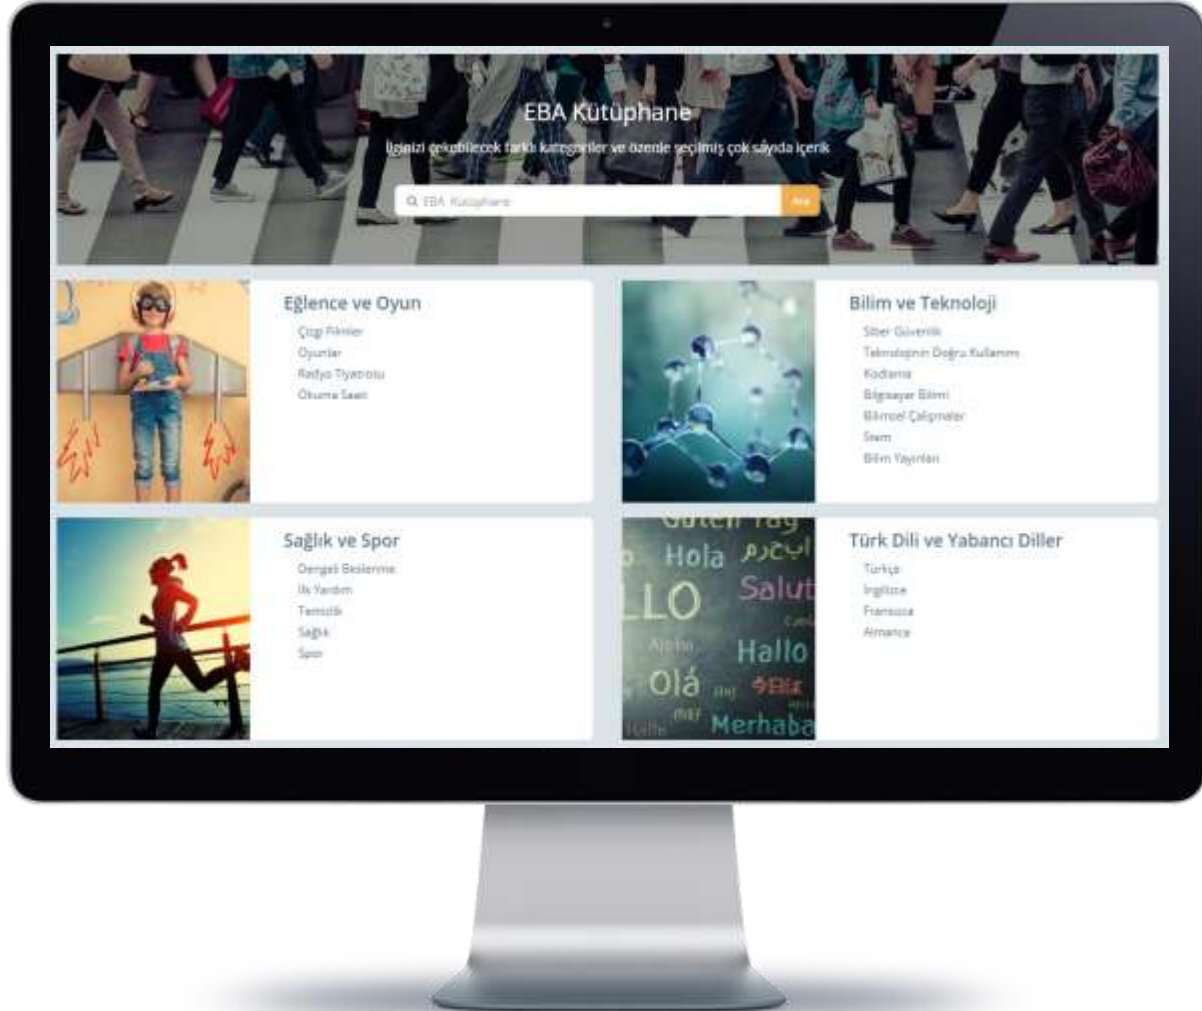 EBA Kütüphane
İlginizi çekebilecek farklı kategoriler ve özenle seçilmiş çok sayıda içerik
EBA Kütüphane
Ara
Eğlence ve Oyun
Çizgi Filmler
Oyunlar
Radyo Tiyatrosu
Okuma Saati
Bilim ve Teknoloji
Siber Güvenlik
Teknolojinin Doğru Kullanımı
Kodlama
Bilgisayar Bilimi
Bilimsel Çalışmalar
Stem
Bilim Yayınları
Sağlık ve Spor
Dengeli Beslenme
İlk Yardım
Temizlik
Sağlık
Spor
Guten Tag
Hola
LLO
Salut
Aloha
Hallo
Olá
Merhaba
Türk Dili ve Yabancı Diller
Türkçe
İngilizce
Fransızca
Almanca